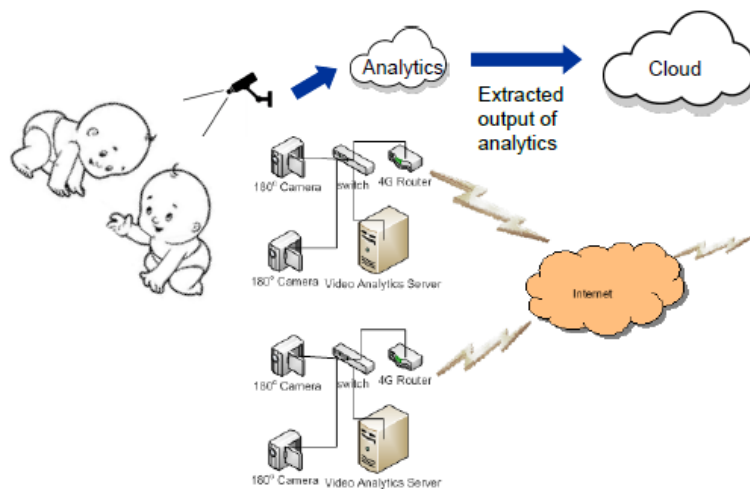 Analytics
Cloud
Extracted
output of
analytics
180° Camera
switch
4G Router
180° Camera
Video Analytics Server
Internet
180° Camera
switch
4G Router
180° Camera
Video Analytics Server